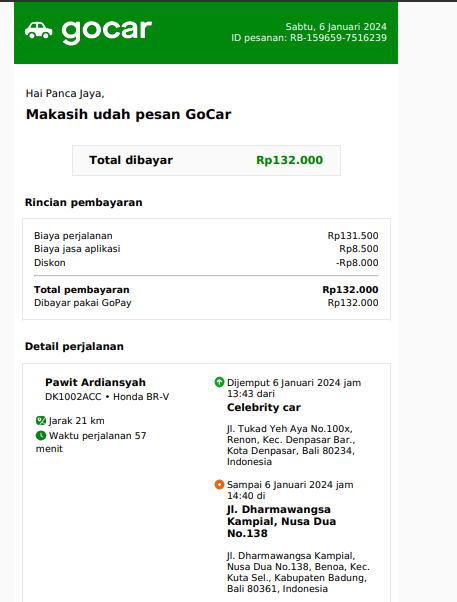 gocar
Sabtu, 6 Januari 2024
ID pesanan: RB-159659-7516239
Hai Panca Jaya,
Makasih udah pesan GoCar
Total dibayar Rp132.000
Rincian pembayaran
Biaya perjalanan Rp131.500
Biaya jasa aplikasi Rp8.500
Diskon -Rp8.000
Total pembayaran Rp132.000
Dibayar pakai GoPay Rp132.000
Detail perjalanan
Pawit Ardiansyah
DK1002ACC • Honda BR-V
Jarak 21 km
Waktu perjalanan 57
menit
Dijemput 6 Januari 2024 jam
13:43 dari
Celebrity car
Jl. Tukad Yeh Aya No.100x,
Renon, Kec. Denpasar Bar.,
Kota Denpasar, Bali 80234,
Indonesia
Sampai 6 Januari 2024 jam
14:40 di
Jl. Dharmawangsa
Kampial, Nusa Dua
No.138
Jl. Dharmawangsa Kampial,
Nusa Dua No.138, Benoa, Kec.
Kuta Sel., Kabupaten Badung,
Bali 80361, Indonesia